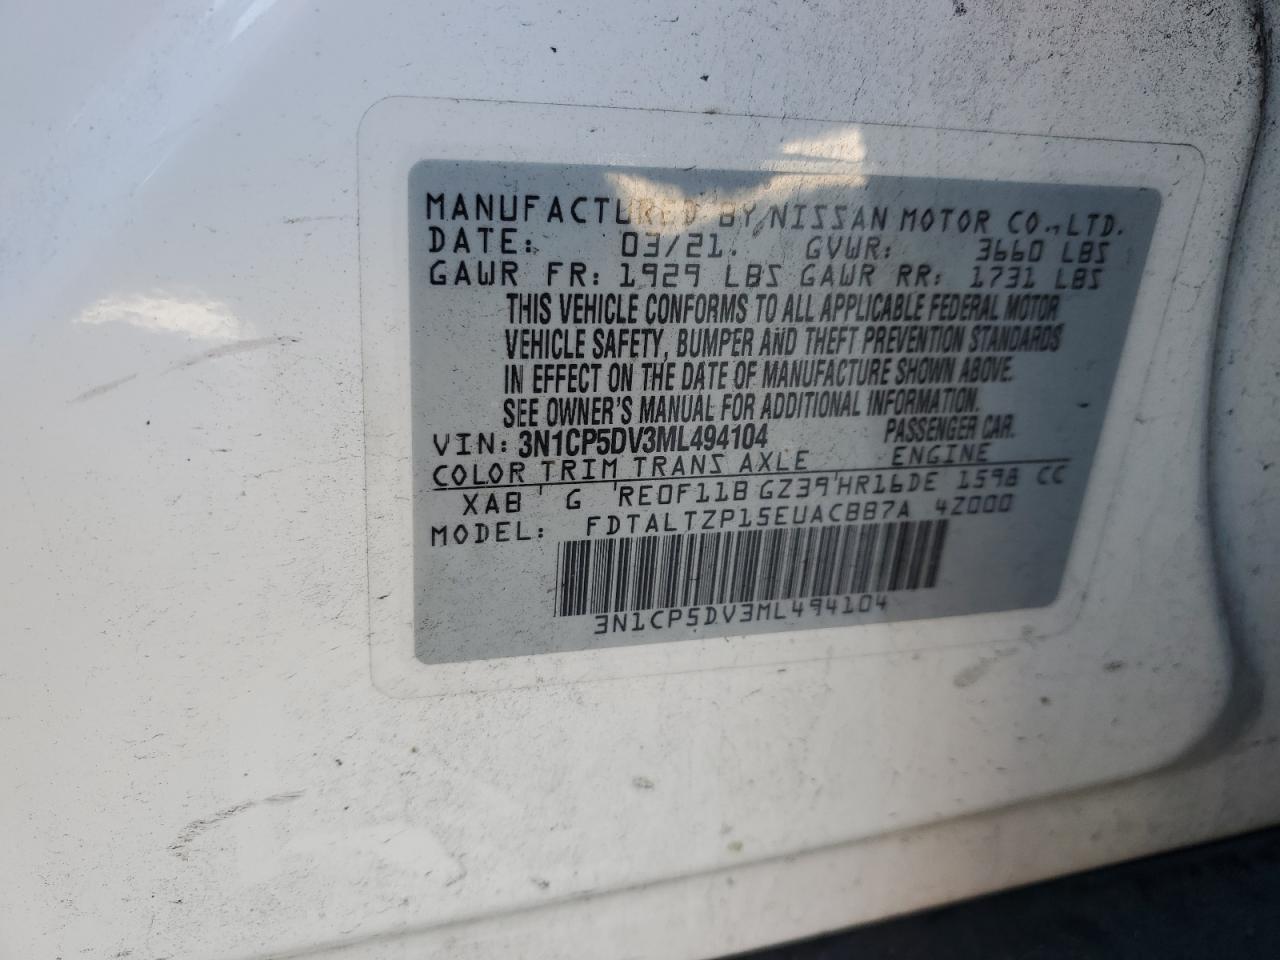 MANUFACTURED BY NISSAN MOTOR CO.,LTD.
DATE: 03/21. GVWR: 3660 LBS
GAWR FR: 1929 LBS GAWR RR: 1731 LBS
THIS VEHICLE CONFORMS TO ALL APPLICABLE FEDERAL MOTOR
VEHICLE SAFETY, BUMPER AND THEFT PREVENTION STANDARDS
IN EFFECT ON THE DATE OF MANUFACTURE SHOWN ABOVE.
SEE OWNER'S MANUAL FOR ADDITIONAL INFORMATION.
VIN: 3N1CP5DV3ML494104 PASSENGER CAR.
COLOR TRIM TRANS AXLE ENGINE
XAB G RE0F11B GZ39 HR16DE 1598 CC
MODEL: FDTALTZP15EUACBB7A 4Z000
3N1CP5DV3ML494104